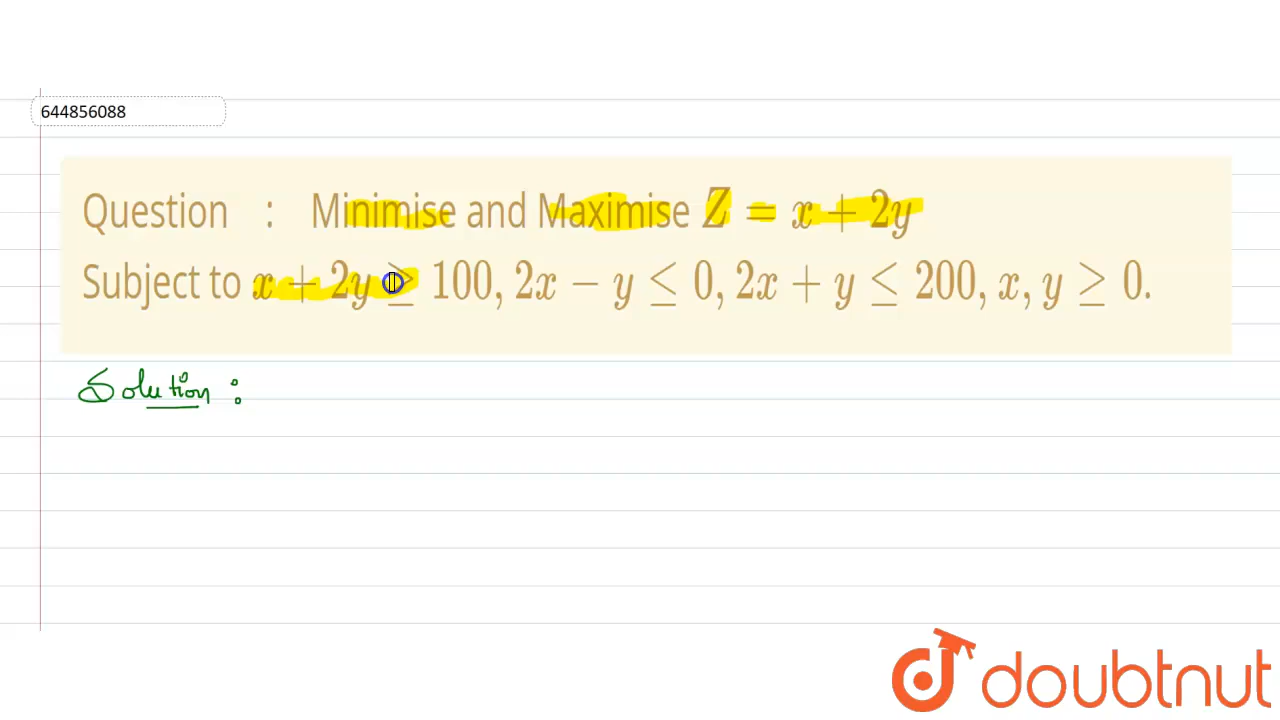 644856088
Question : Minimise and Maximise Z = x + 2y
Subject to x + 2y ≥ 100, 2x − y ≤ 0, 2x + y ≤ 200, x, y ≥ 0.
Solution :
doubtnut